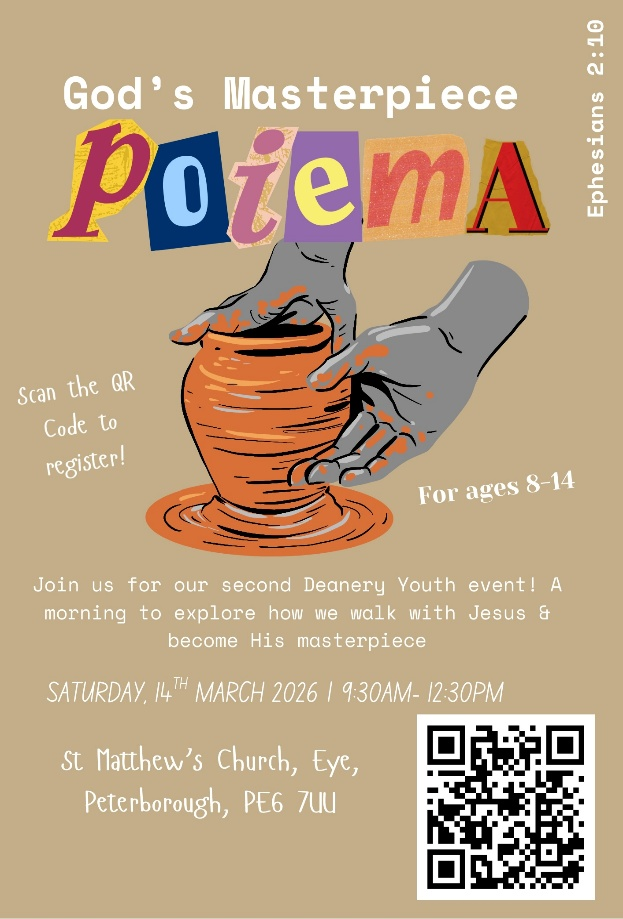 God's Masterpiece
poiemA
Ephesians 2:10
Scan the QR
Code to
register!
For ages 8-14
Join us for our second Deanery Youth event! A
morning to explore how we walk with Jesus &
become His masterpiece
SATURDAY, 14TH MARCH 2026 | 9:30AM- 12:30PM
St Matthew's Church, Eye,
Peterborough, PE6 7UU